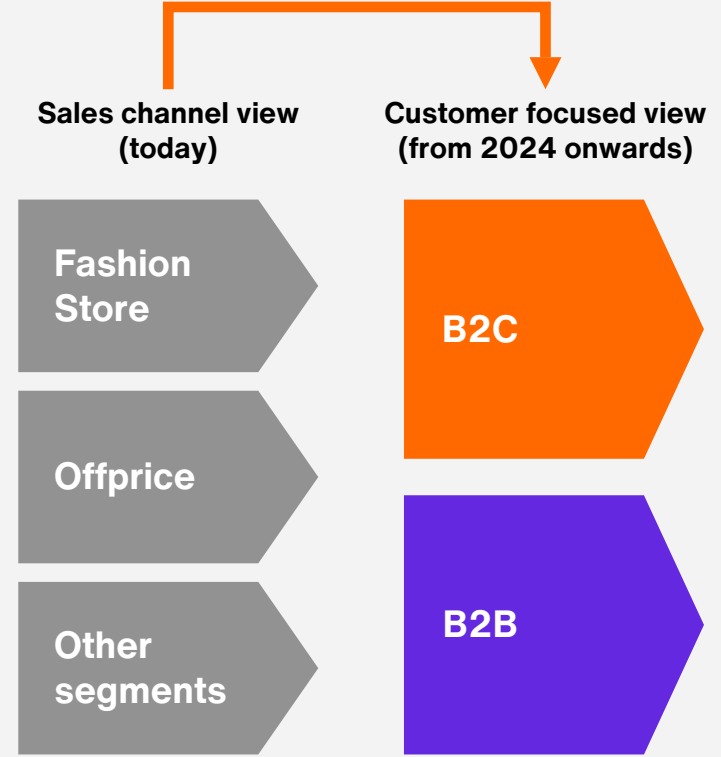 Sales channel view
(today)
Customer focused view
(from 2024 onwards)
Fashion
Store
Offprice
Other
segments
B2C
B2B